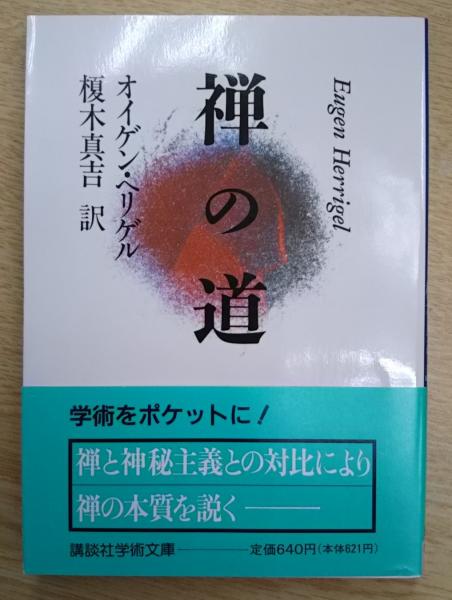 Eugen Herrigel
禅の道
オイゲン・ヘリゲル
榎木真吉 訳
学術をポケットに!
禅と神秘主義との対比により
禅の本質を説く———
講談社学術文庫———定価640円(本体621円)